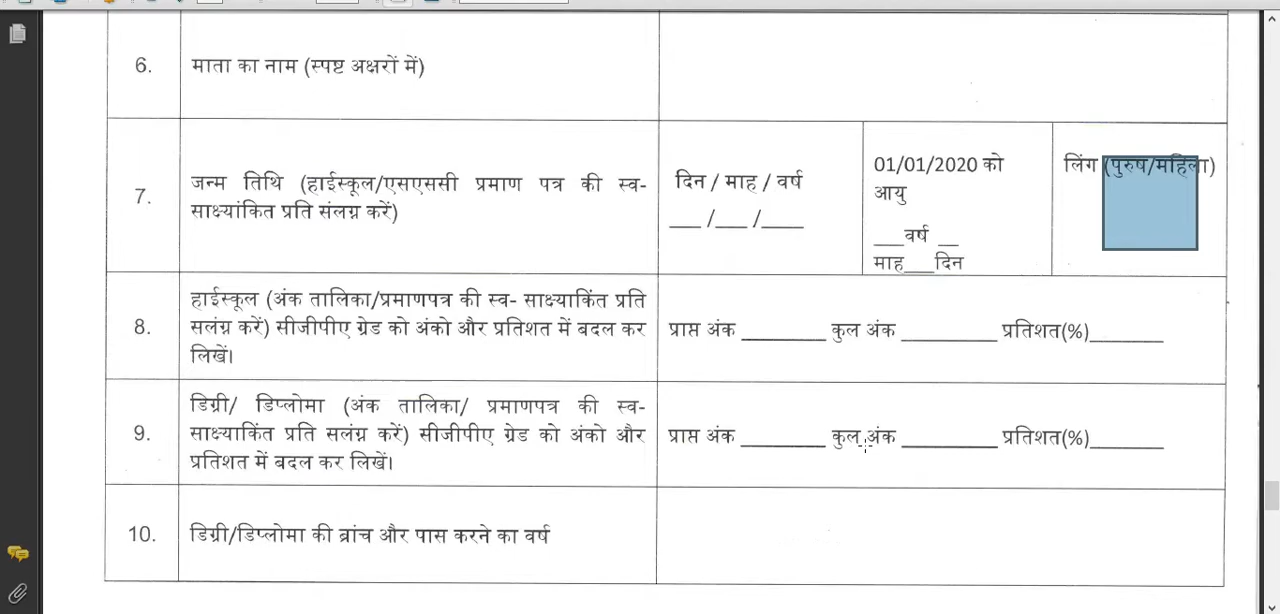 6.
माता का नाम (स्पष्ट अक्षरों में)
7.
जन्म तिथि (हाईस्कूल/एसएससी प्रमाण पत्र की स्व-
साक्ष्यांकित प्रति संलग्न करें)
दिन / माह / वर्ष
___ /___ /____
01/01/2020 को
आयु
___वर्ष __
माह___दिन
लिंग (पुरुष/महिला)
8.
हाईस्कूल (अंक तालिका/प्रमाणपत्र की स्व- साक्ष्याकिंत प्रति
सलंग्न करें) सीजीपीए ग्रेड को अंको और प्रतिशत में बदल कर
लिखें।
प्राप्त अंक ________ कुल अंक _________ प्रतिशत(%)_______
9.
डिग्री/ डिप्लोमा (अंक तालिका/ प्रमाणपत्र की स्व-
साक्ष्याकिंत प्रति सलंग्न करें) सीजीपीए ग्रेड को अंको और
प्रतिशत में बदल कर लिखें।
प्राप्त अंक ________ कुल अंक _________ प्रतिशत(%)_______
10.
डिग्री/डिप्लोमा की ब्रांच और पास करने का वर्ष